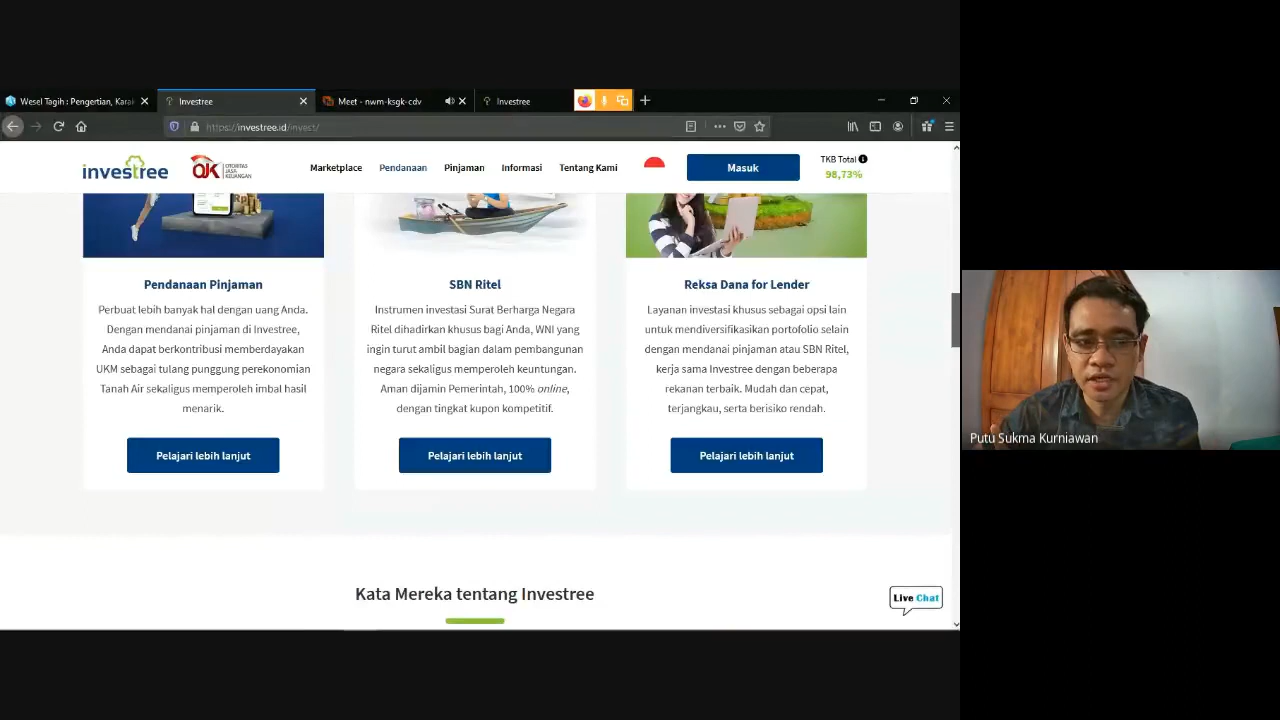 Wesel Tagih : Pengertian, Karak
Investree
Meet - nwm-ksgk-cdv
Investree
https://investree.id/invest/
investree
OJK OTORITAS JASA KEUANGAN
Marketplace
Pendanaan
Pinjaman
Informasi
Tentang Kami
Masuk
TKB Total
98,73%
Pendanaan Pinjaman
Perbuat lebih banyak hal dengan uang Anda.
Dengan mendanai pinjaman di Investree,
Anda dapat berkontribusi memberdayakan
UKM sebagai tulang punggung perekonomian
Tanah Air sekaligus memperoleh imbal hasil
menarik.
Pelajari lebih lanjut
SBN Ritel
Instrumen investasi Surat Berharga Negara
Ritel dihadirkan khusus bagi Anda, WNI yang
ingin turut ambil bagian dalam pembangunan
negara sekaligus memperoleh keuntungan.
Aman dijamin Pemerintah, 100% online,
dengan tingkat kupon kompetitif.
Pelajari lebih lanjut
Reksa Dana for Lender
Layanan investasi khusus sebagai opsi lain
untuk mendiversifikasikan portofolio selain
dengan mendanai pinjaman atau SBN Ritel,
kerja sama Investree dengan beberapa
rekanan terbaik. Mudah dan cepat,
terjangkau, serta berisiko rendah.
Pelajari lebih lanjut
Kata Mereka tentang Investree
Live Chat
Putu Sukma Kurniawan